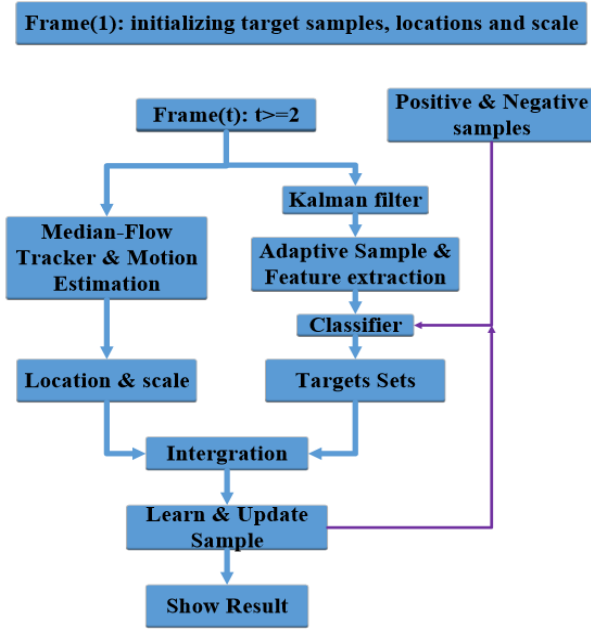 Frame(1): initializing target samples, locations and scale
Frame(t): t>=2
Positive & Negative
samples
Kalman filter
Median-Flow
Tracker & Motion
Estimation
Adaptive Sample &
Feature extraction
Classifier
Location & scale
Targets Sets
Intergration
Learn & Update
Sample
Show Result